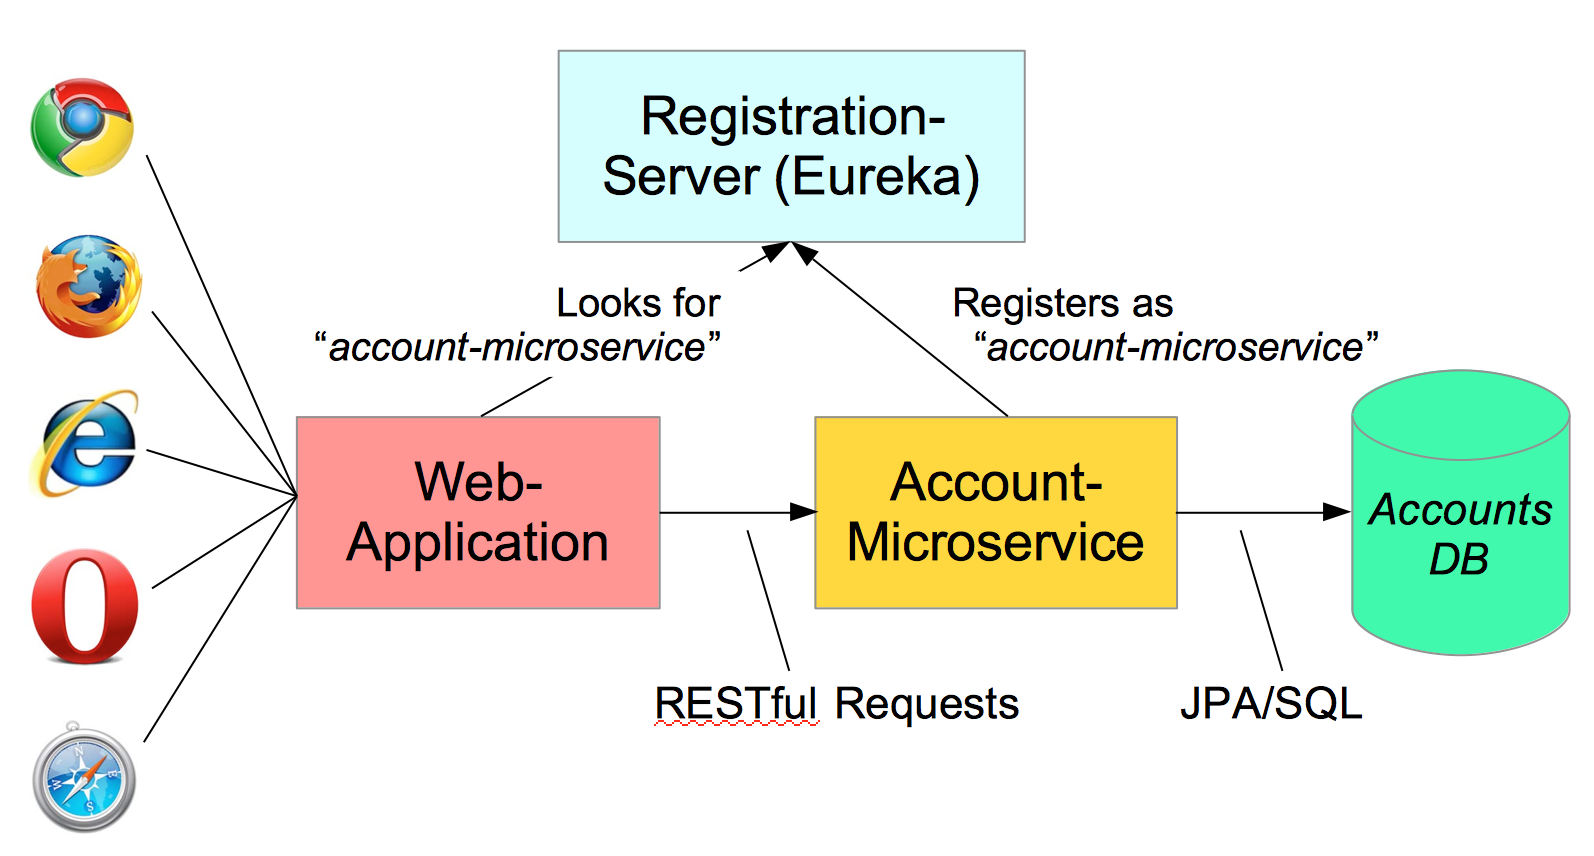 Registration-
Server (Eureka)
Looks for
“account-microservice”
Registers as
“account-microservice”
Web-
Application
Account-
Microservice
Accounts
DB
RESTful Requests
JPA/SQL